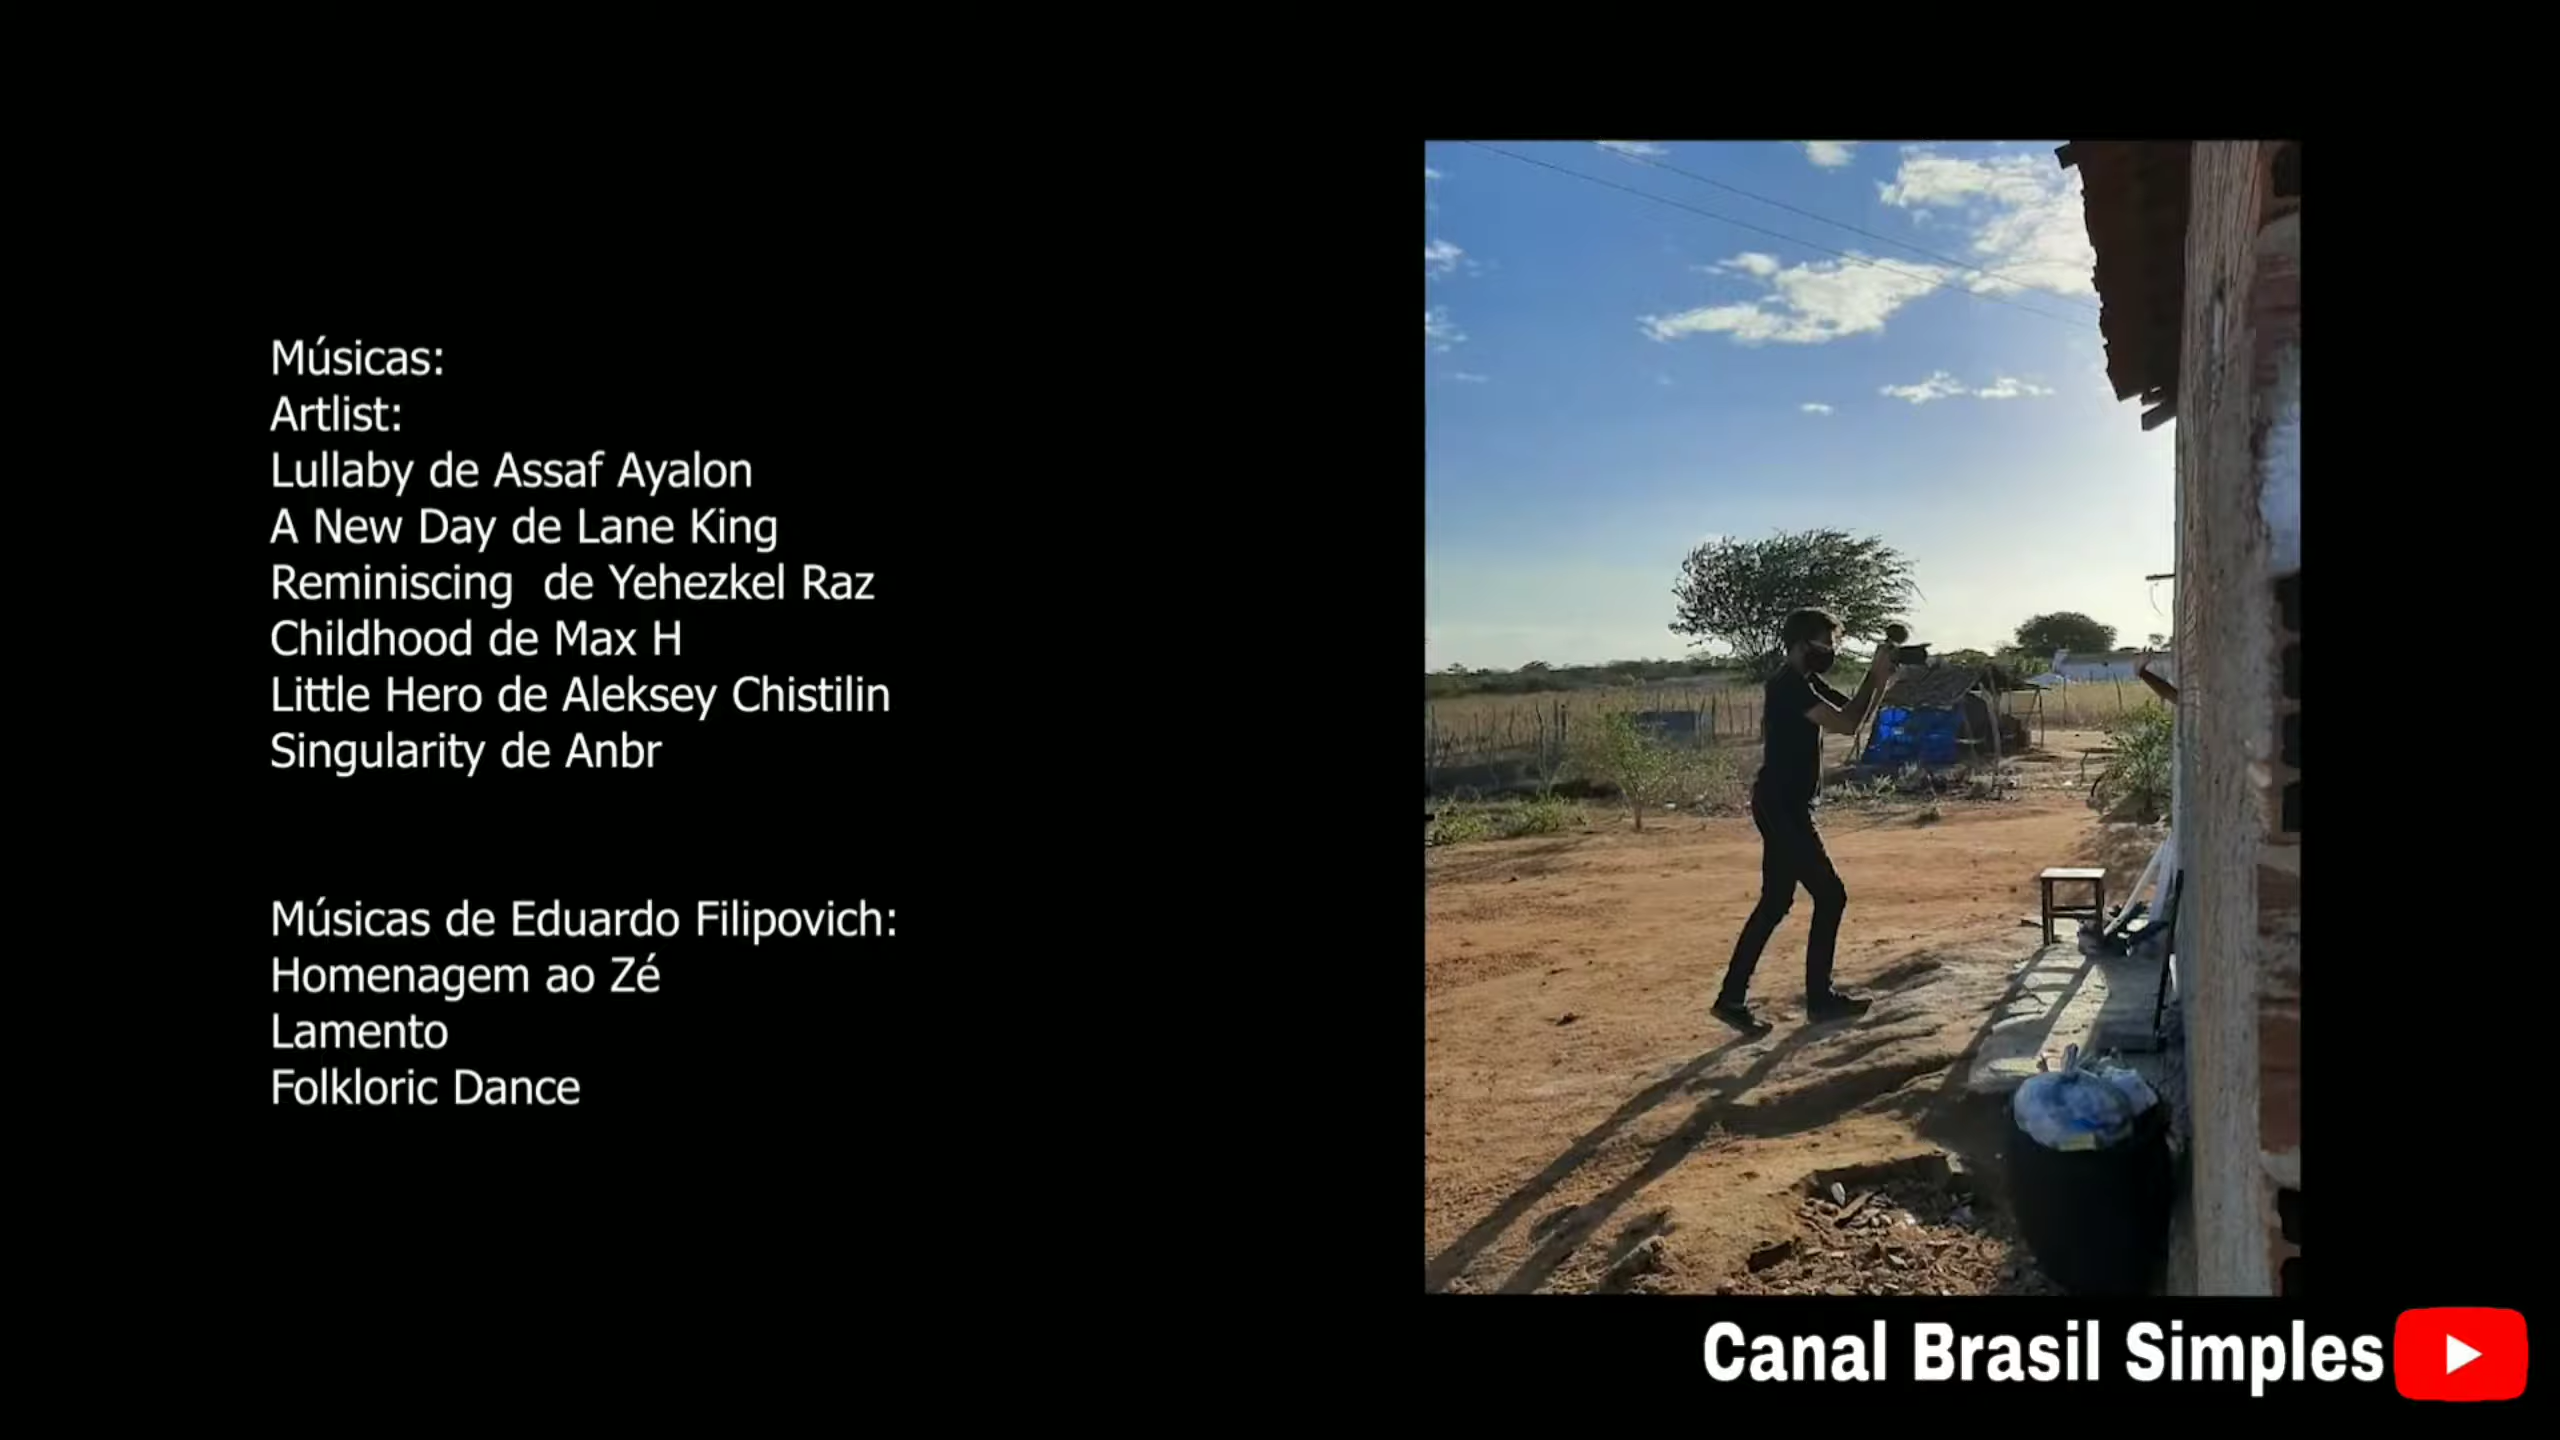 Músicas:
Artlist:
Lullaby de Assaf Ayalon
A New Day de Lane King
Reminiscing  de Yehezkel Raz
Childhood de Max H
Little Hero de Aleksey Chistilin
Singularity de Anbr
Músicas de Eduardo Filipovich:
Homenagem ao Zé
Lamento
Folkloric Dance
Canal Brasil Simples